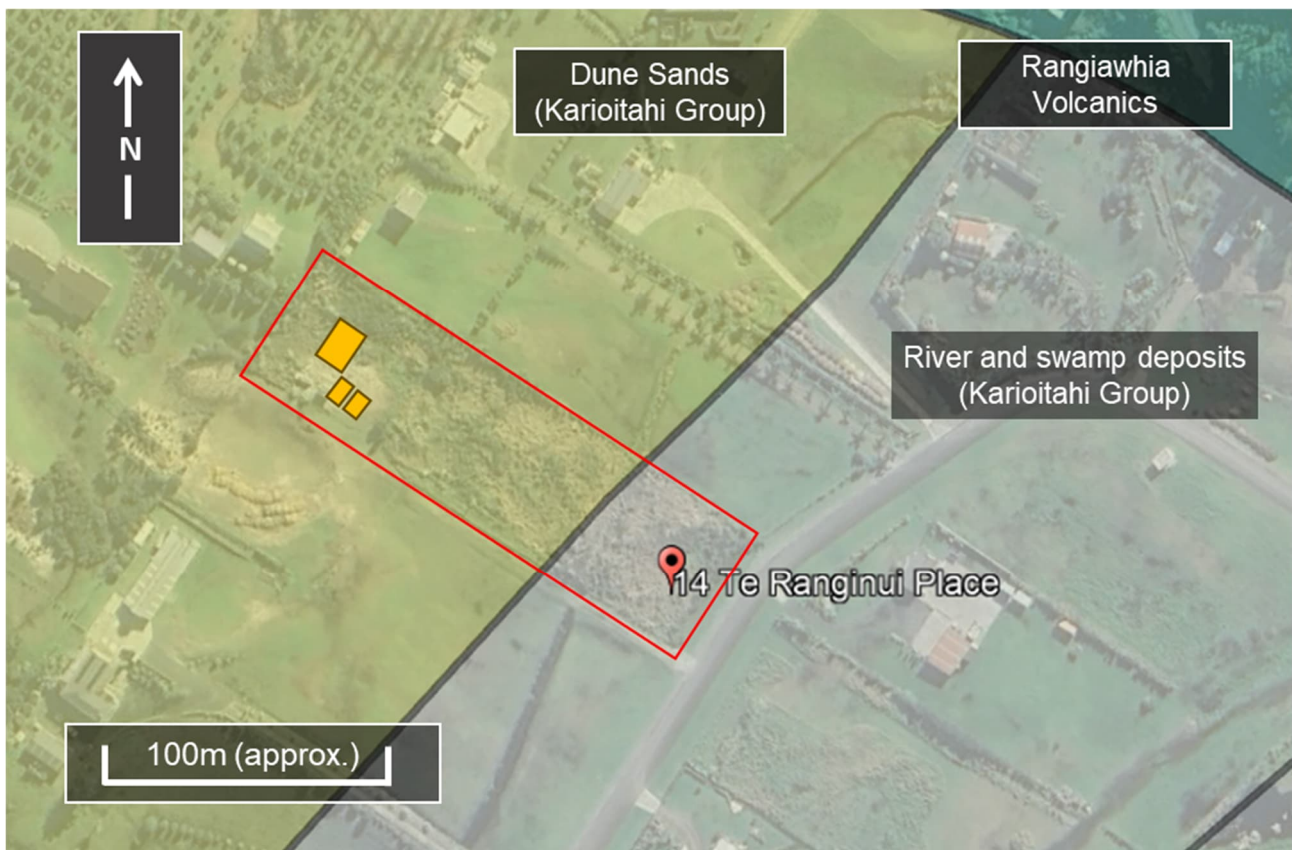 N
Dune Sands
(Karioitahi Group)
Rangiawhia
Volcanics
River and swamp deposits
(Karioitahi Group)
14 Te Ranginui Place
100m (approx.)